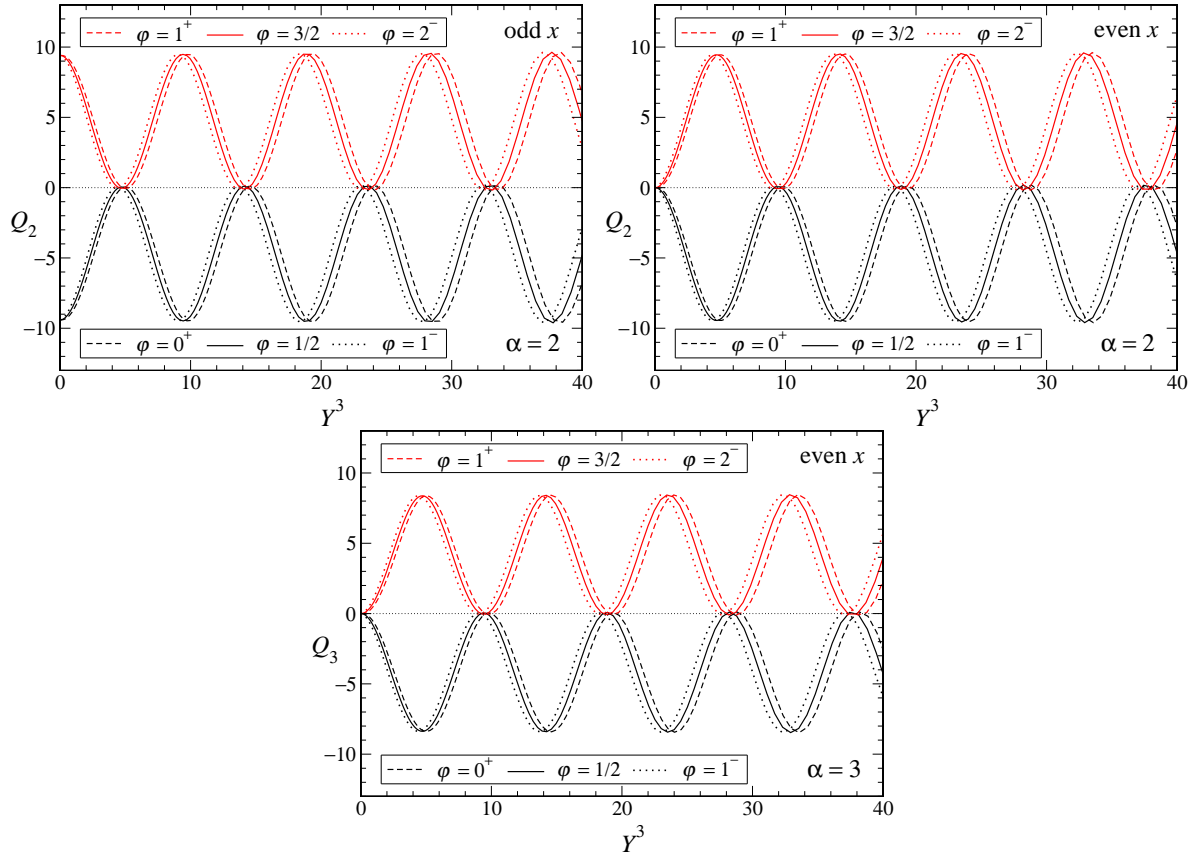 φ = 1⁺ φ = 3/2 φ = 2⁻ odd x
10
5
0
Q₂
−5
−10
φ = 0⁺ φ = 1/2 φ = 1⁻ α = 2
0 10 20 30 40
Y³
φ = 1⁺ φ = 3/2 φ = 2⁻ even x
10
5
0
Q₂
−5
−10
φ = 0⁺ φ = 1/2 φ = 1⁻ α = 2
0 10 20 30 40
Y³
φ = 1⁺ φ = 3/2 φ = 2⁻ even x
10
5
0
Q₃
−5
−10
φ = 0⁺ φ = 1/2 φ = 1⁻ α = 3
0 10 20 30 40
Y³